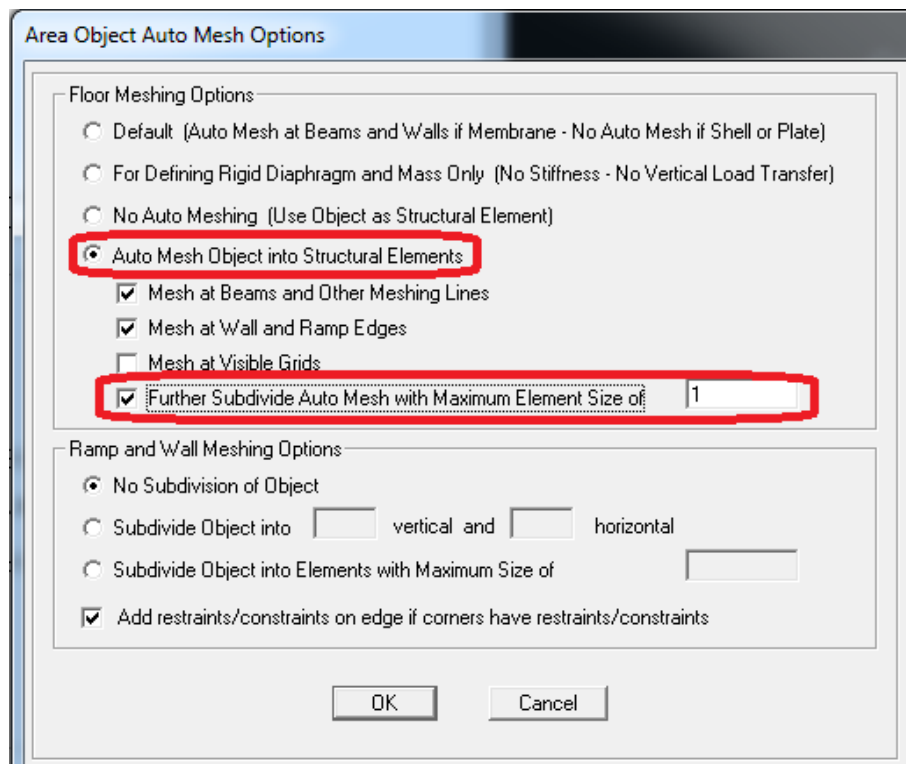 Area Object Auto Mesh Options
Floor Meshing Options
Default (Auto Mesh at Beams and Walls if Membrane - No Auto Mesh if Shell or Plate)
For Defining Rigid Diaphragm and Mass Only (No Stiffness - No Vertical Load Transfer)
No Auto Meshing (Use Object as Structural Element)
Auto Mesh Object into Structural Elements
Mesh at Beams and Other Meshing Lines
Mesh at Wall and Ramp Edges
Mesh at Visible Grids
Further Subdivide Auto Mesh with Maximum Element Size of 1
Ramp and Wall Meshing Options
No Subdivision of Object
Subdivide Object into vertical and horizontal
Subdivide Object into Elements with Maximum Size of
Add restraints/constraints on edge if corners have restraints/constraints
OK Cancel